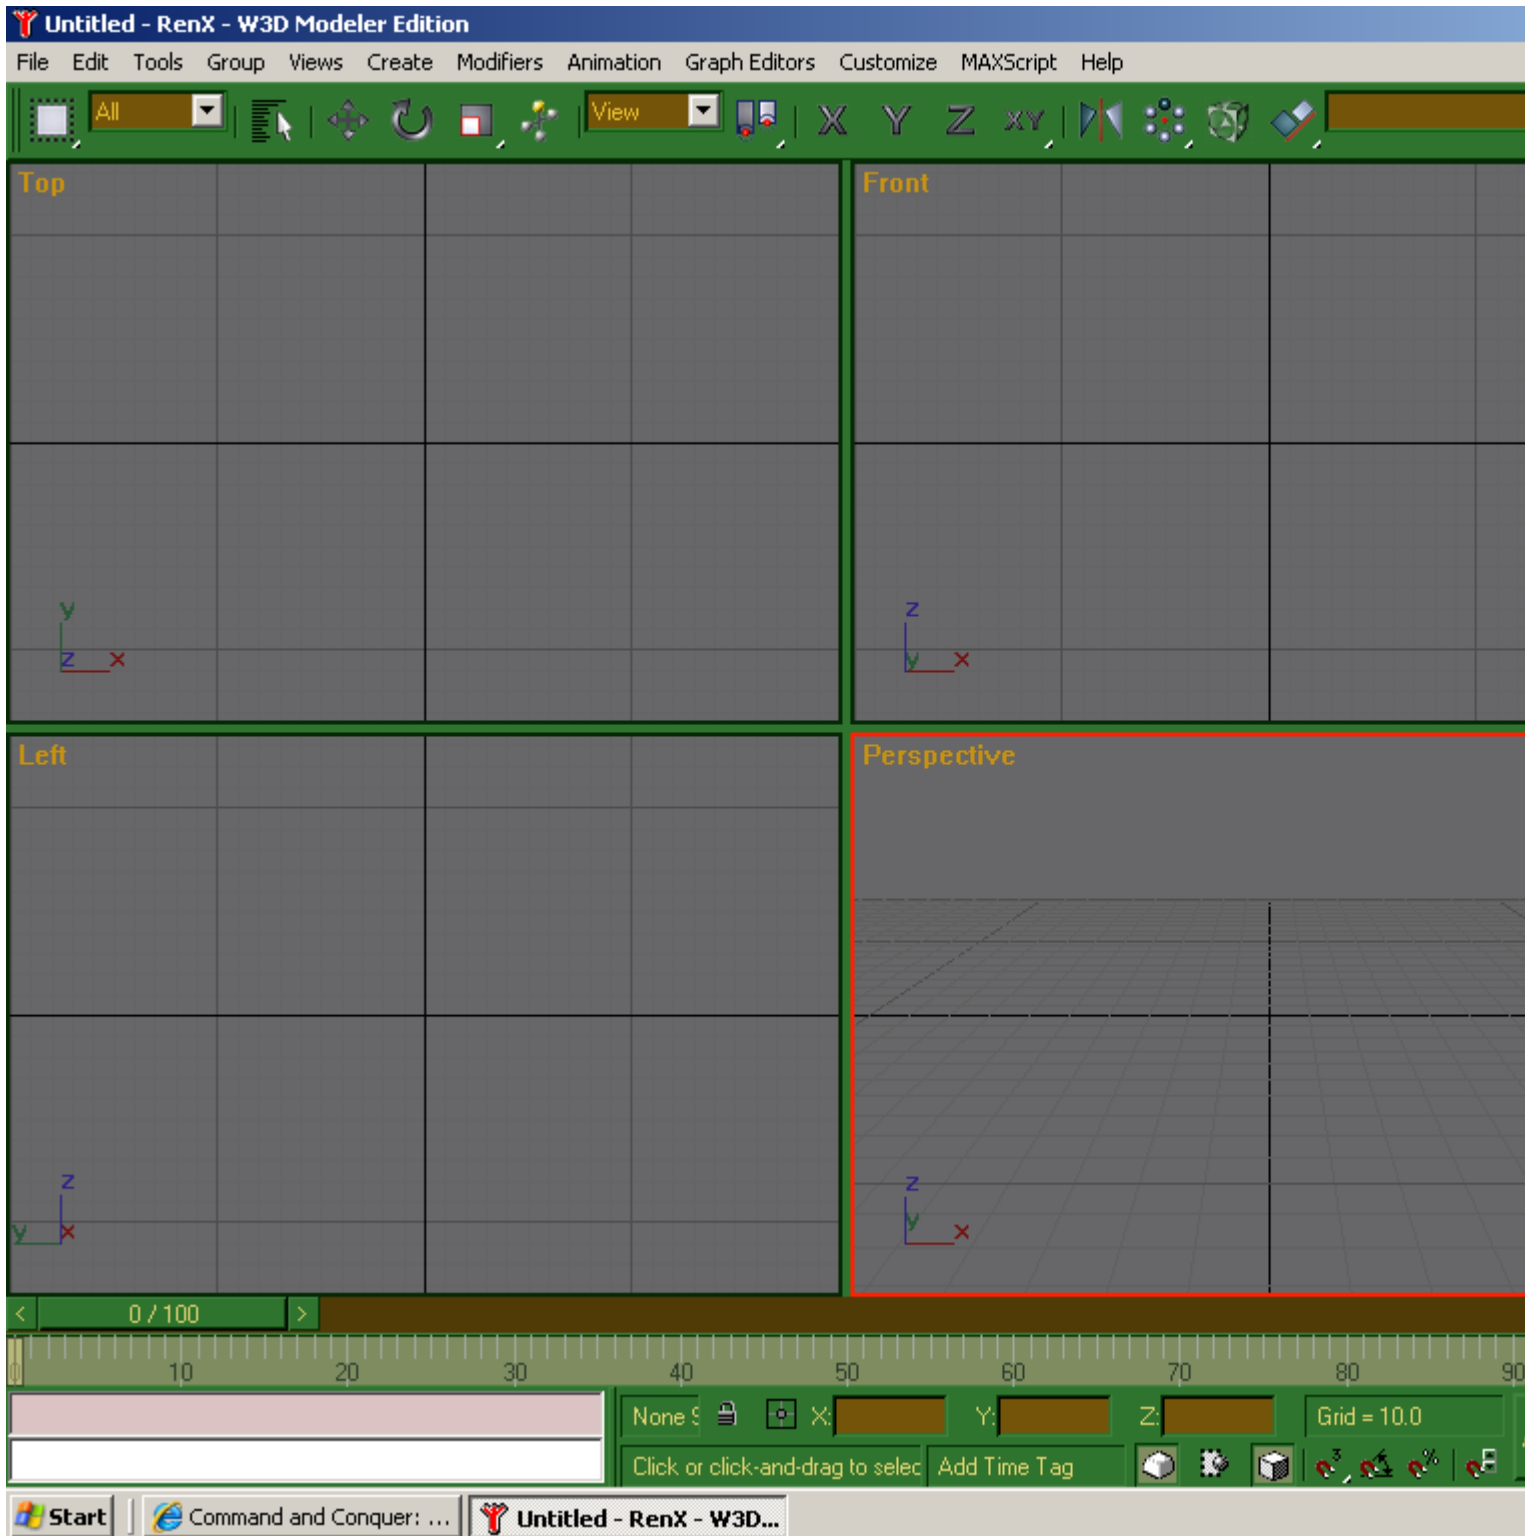 Untitled - RenX - W3D Modeler Edition
File Edit Tools Group Views Create Modifiers Animation Graph Editors Customize MAXScript Help
All View X Y Z XY
Top Front
y z
z x y x
Left Perspective
z z
y x y x
< 0 / 100 >
0 10 20 30 40 50 60 70 80 90
None S X: Y: Z: Grid = 10.0
Click or click-and-drag to selec Add Time Tag 3 %
Start Command and Conquer: ... Untitled - RenX - W3D...